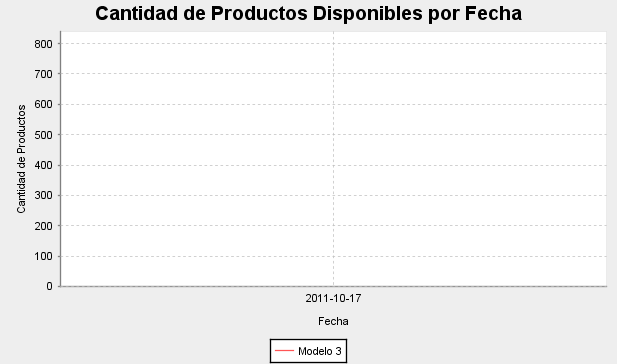 Cantidad de Productos Disponibles por Fecha
800
700
600
500
400
300
200
100
0
Cantidad de Productos
2011-10-17
Fecha
Modelo 3